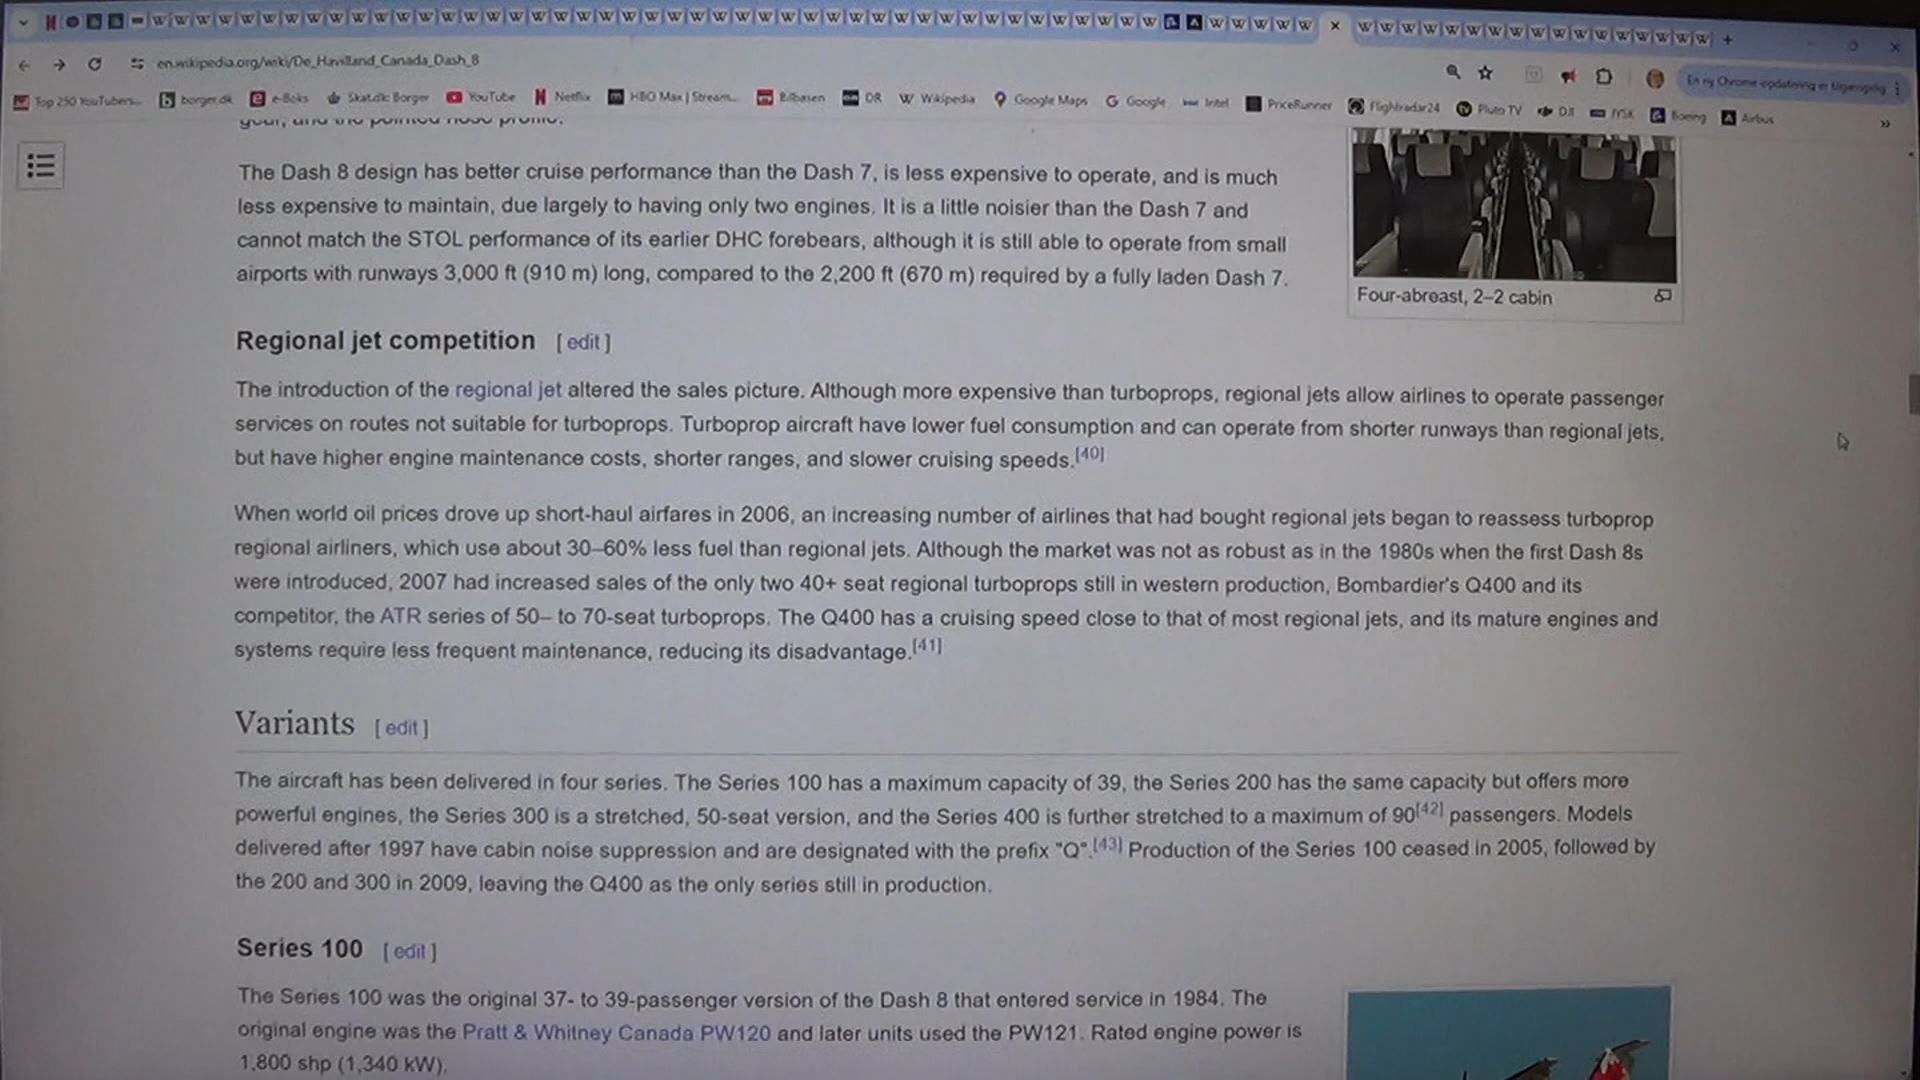 en.wikipedia.org/wiki/De_Havilland_Canada_Dash_8
En ny Chrome-opdatering er tilgængelig
Top 250 YouTubers...
borger.dk
e-Boks
Skat.dk: Borger
YouTube
Netflix
HBO Max | Stream...
Bilbasen
DR
Wikipedia
Google Maps
Google
Intel
PriceRunner
Flightradar24
Pluto TV
DJI
JYSK
Boeing
Airbus
The Dash 8 design has better cruise performance than the Dash 7, is less expensive to operate, and is much
less expensive to maintain, due largely to having only two engines. It is a little noisier than the Dash 7 and
cannot match the STOL performance of its earlier DHC forebears, although it is still able to operate from small
airports with runways 3,000 ft (910 m) long, compared to the 2,200 ft (670 m) required by a fully laden Dash 7.
Four-abreast, 2–2 cabin
Regional jet competition [ edit ]
The introduction of the regional jet altered the sales picture. Although more expensive than turboprops, regional jets allow airlines to operate passenger
services on routes not suitable for turboprops. Turboprop aircraft have lower fuel consumption and can operate from shorter runways than regional jets,
but have higher engine maintenance costs, shorter ranges, and slower cruising speeds.[40]
When world oil prices drove up short-haul airfares in 2006, an increasing number of airlines that had bought regional jets began to reassess turboprop
regional airliners, which use about 30–60% less fuel than regional jets. Although the market was not as robust as in the 1980s when the first Dash 8s
were introduced, 2007 had increased sales of the only two 40+ seat regional turboprops still in western production, Bombardier's Q400 and its
competitor, the ATR series of 50– to 70-seat turboprops. The Q400 has a cruising speed close to that of most regional jets, and its mature engines and
systems require less frequent maintenance, reducing its disadvantage.[41]
Variants [ edit ]
The aircraft has been delivered in four series. The Series 100 has a maximum capacity of 39, the Series 200 has the same capacity but offers more
powerful engines, the Series 300 is a stretched, 50-seat version, and the Series 400 is further stretched to a maximum of 90[42] passengers. Models
delivered after 1997 have cabin noise suppression and are designated with the prefix "Q".[43] Production of the Series 100 ceased in 2005, followed by
the 200 and 300 in 2009, leaving the Q400 as the only series still in production.
Series 100 [ edit ]
The Series 100 was the original 37- to 39-passenger version of the Dash 8 that entered service in 1984. The
original engine was the Pratt & Whitney Canada PW120 and later units used the PW121. Rated engine power is
1,800 shp (1,340 kW).